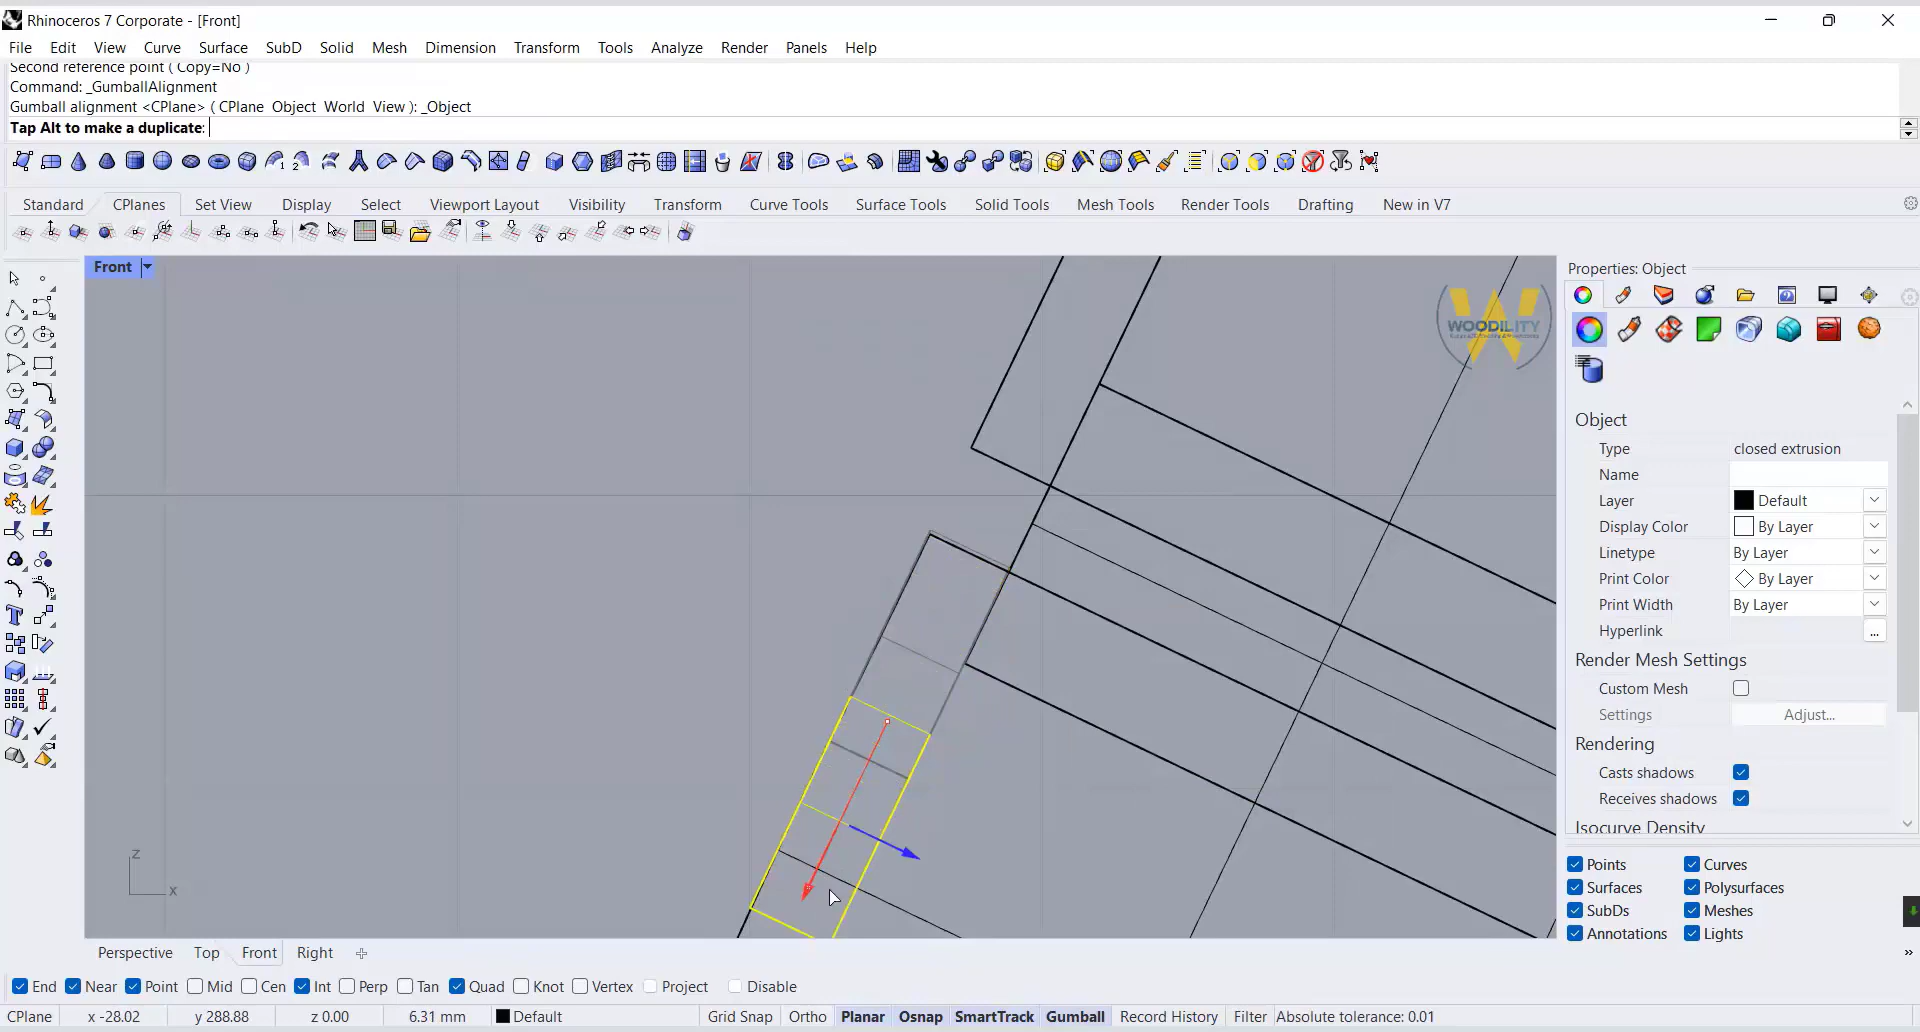 Rhinoceros 7 Corporate - [Front]
File Edit View Curve Surface SubD Solid Mesh Dimension Transform Tools Analyze Render Panels Help
Second reference point ( Copy=No )
Command: _GumballAlignment
Gumball alignment <CPlane> ( CPlane Object World View ): _Object
Tap Alt to make a duplicate:
Standard CPlanes Set View Display Select Viewport Layout Visibility Transform Curve Tools Surface Tools Solid Tools Mesh Tools Render Tools Drafting New in V7
Front
WOODILITY
Properties: Object
Object
Type closed extrusion
Name
Layer Default
Display Color By Layer
Linetype By Layer
Print Color By Layer
Print Width By Layer
Hyperlink ...
Render Mesh Settings
Custom Mesh
Settings Adjust...
Rendering
Casts shadows
Receives shadows
Isocurve Density
Points Curves
Surfaces Polysurfaces
SubDs Meshes
Annotations Lights
z
x
Perspective Top Front Right
End Near Point Mid Cen Int Perp Tan Quad Knot Vertex Project Disable
CPlane x -28.02 y 288.88 z 0.00 6.31 mm Default Grid Snap Ortho Planar Osnap SmartTrack Gumball Record History Filter Absolute tolerance: 0.01